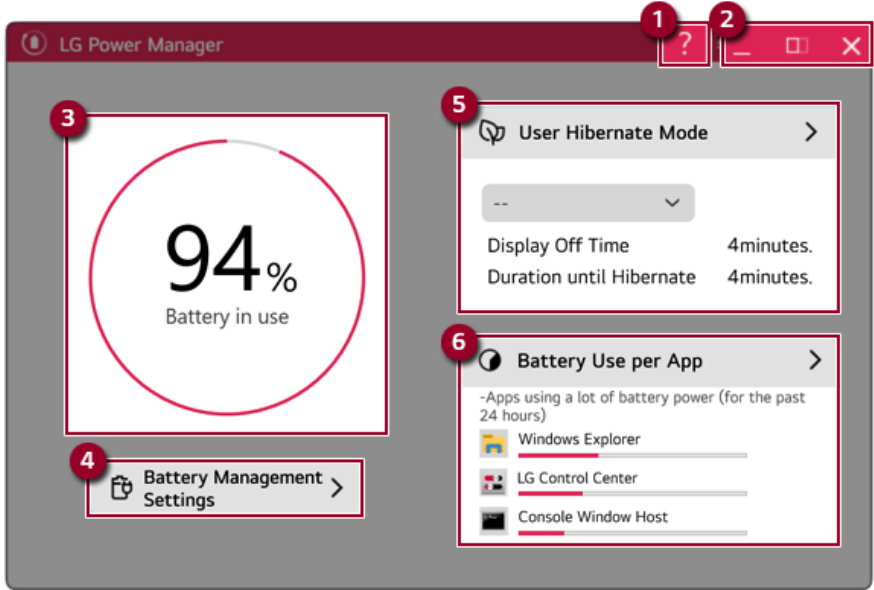 1
2
LG Power Manager
?
3
94%
Battery in use
4
Battery Management
Settings
5
User Hibernate Mode
--
Display Off Time 4minutes.
Duration until Hibernate 4minutes.
6
Battery Use per App
-Apps using a lot of battery power (for the past
24 hours)
Windows Explorer
LG Control Center
Console Window Host